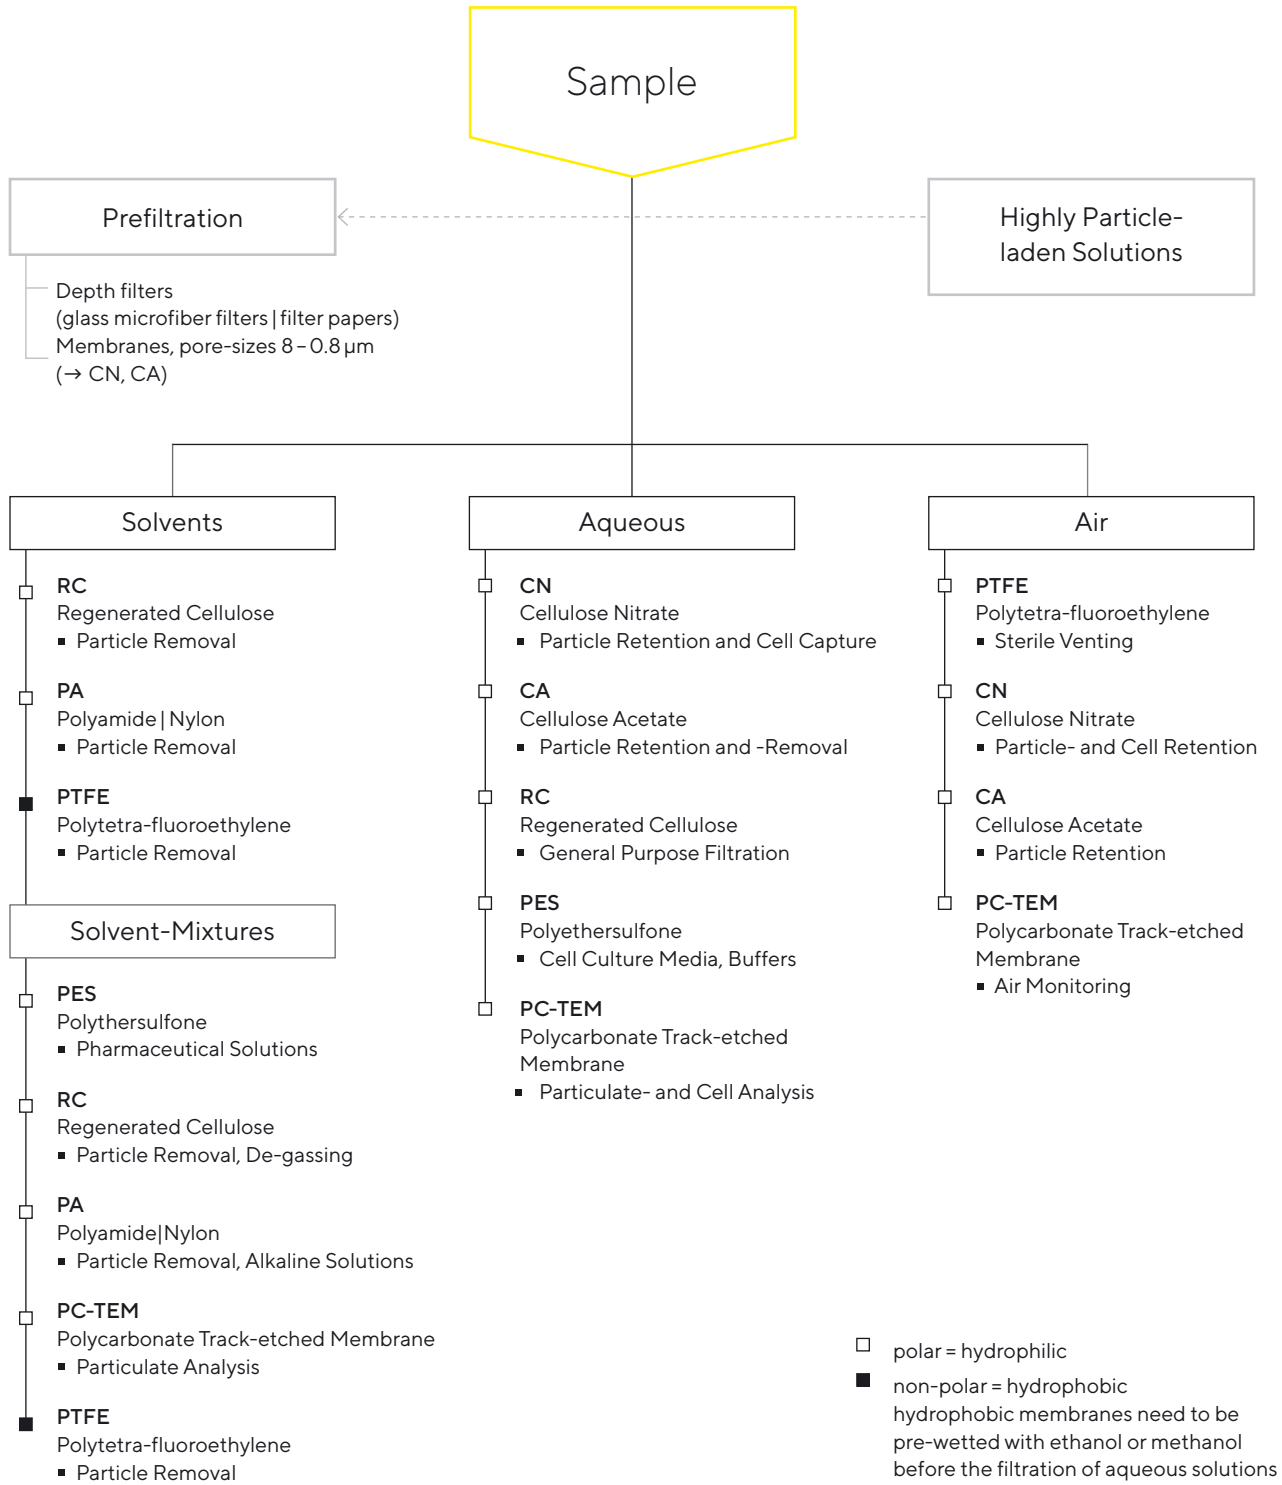 Sample
Prefiltration
Highly Particle-
laden Solutions
Depth filters
(glass microfiber filters | filter papers)
Membranes, pore-sizes 8 – 0.8 µm
(→ CN, CA)
Solvents
RC
Regenerated Cellulose
▪ Particle Removal
PA
Polyamide | Nylon
▪ Particle Removal
PTFE
Polytetra-fluoroethylene
▪ Particle Removal
Solvent-Mixtures
PES
Polythersulfone
▪ Pharmaceutical Solutions
RC
Regenerated Cellulose
▪ Particle Removal, De-gassing
PA
Polyamide|Nylon
▪ Particle Removal, Alkaline Solutions
PC-TEM
Polycarbonate Track-etched Membrane
▪ Particulate Analysis
PTFE
Polytetra-fluoroethylene
▪ Particle Removal
Aqueous
CN
Cellulose Nitrate
▪ Particle Retention and Cell Capture
CA
Cellulose Acetate
▪ Particle Retention and -Removal
RC
Regenerated Cellulose
▪ General Purpose Filtration
PES
Polyethersulfone
▪ Cell Culture Media, Buffers
PC-TEM
Polycarbonate Track-etched
Membrane
▪ Particulate- and Cell Analysis
Air
PTFE
Polytetra-fluoroethylene
▪ Sterile Venting
CN
Cellulose Nitrate
▪ Particle- and Cell Retention
CA
Cellulose Acetate
▪ Particle Retention
PC-TEM
Polycarbonate Track-etched
Membrane
▪ Air Monitoring
polar = hydrophilic
non-polar = hydrophobic
hydrophobic membranes need to be
pre-wetted with ethanol or methanol
before the filtration of aqueous solutions